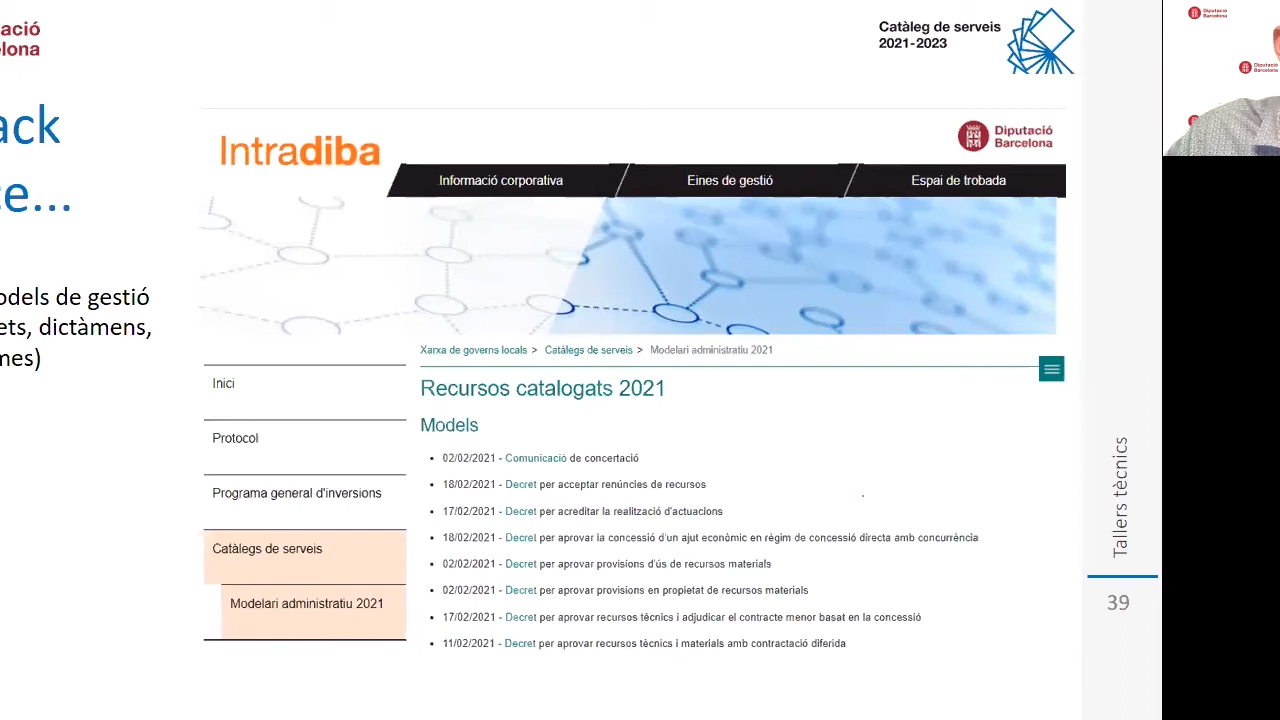 ació
elona
Catàleg de serveis
2021-2023
Diputació
Barcelona
Diputació
Barcelona
ack
e...
odels de gestió
ets, dictàmens,
mes)
Intradiba
Diputació
Barcelona
Informació corporativa
Eines de gestió
Espai de trobada
Xarxa de governs locals > Catàlegs de serveis > Modelari administratiu 2021
Inici
Protocol
Programa general d'inversions
Catàlegs de serveis
Modelari administratiu 2021
Recursos catalogats 2021
Models
• 02/02/2021 - Comunicació de concertació
• 18/02/2021 - Decret per acceptar renúncies de recursos
• 17/02/2021 - Decret per acreditar la realització d'actuacions
• 18/02/2021 - Decret per aprovar la concessió d'un ajut econòmic en règim de concessió directa amb concurrència
• 02/02/2021 - Decret per aprovar provisions d'ús de recursos materials
• 02/02/2021 - Decret per aprovar provisions en propietat de recursos materials
• 17/02/2021 - Decret per aprovar recursos tècnics i adjudicar el contracte menor basat en la concessió
• 11/02/2021 - Decret per aprovar recursos tècnics i materials amb contractació diferida
Tallers tècnics
39